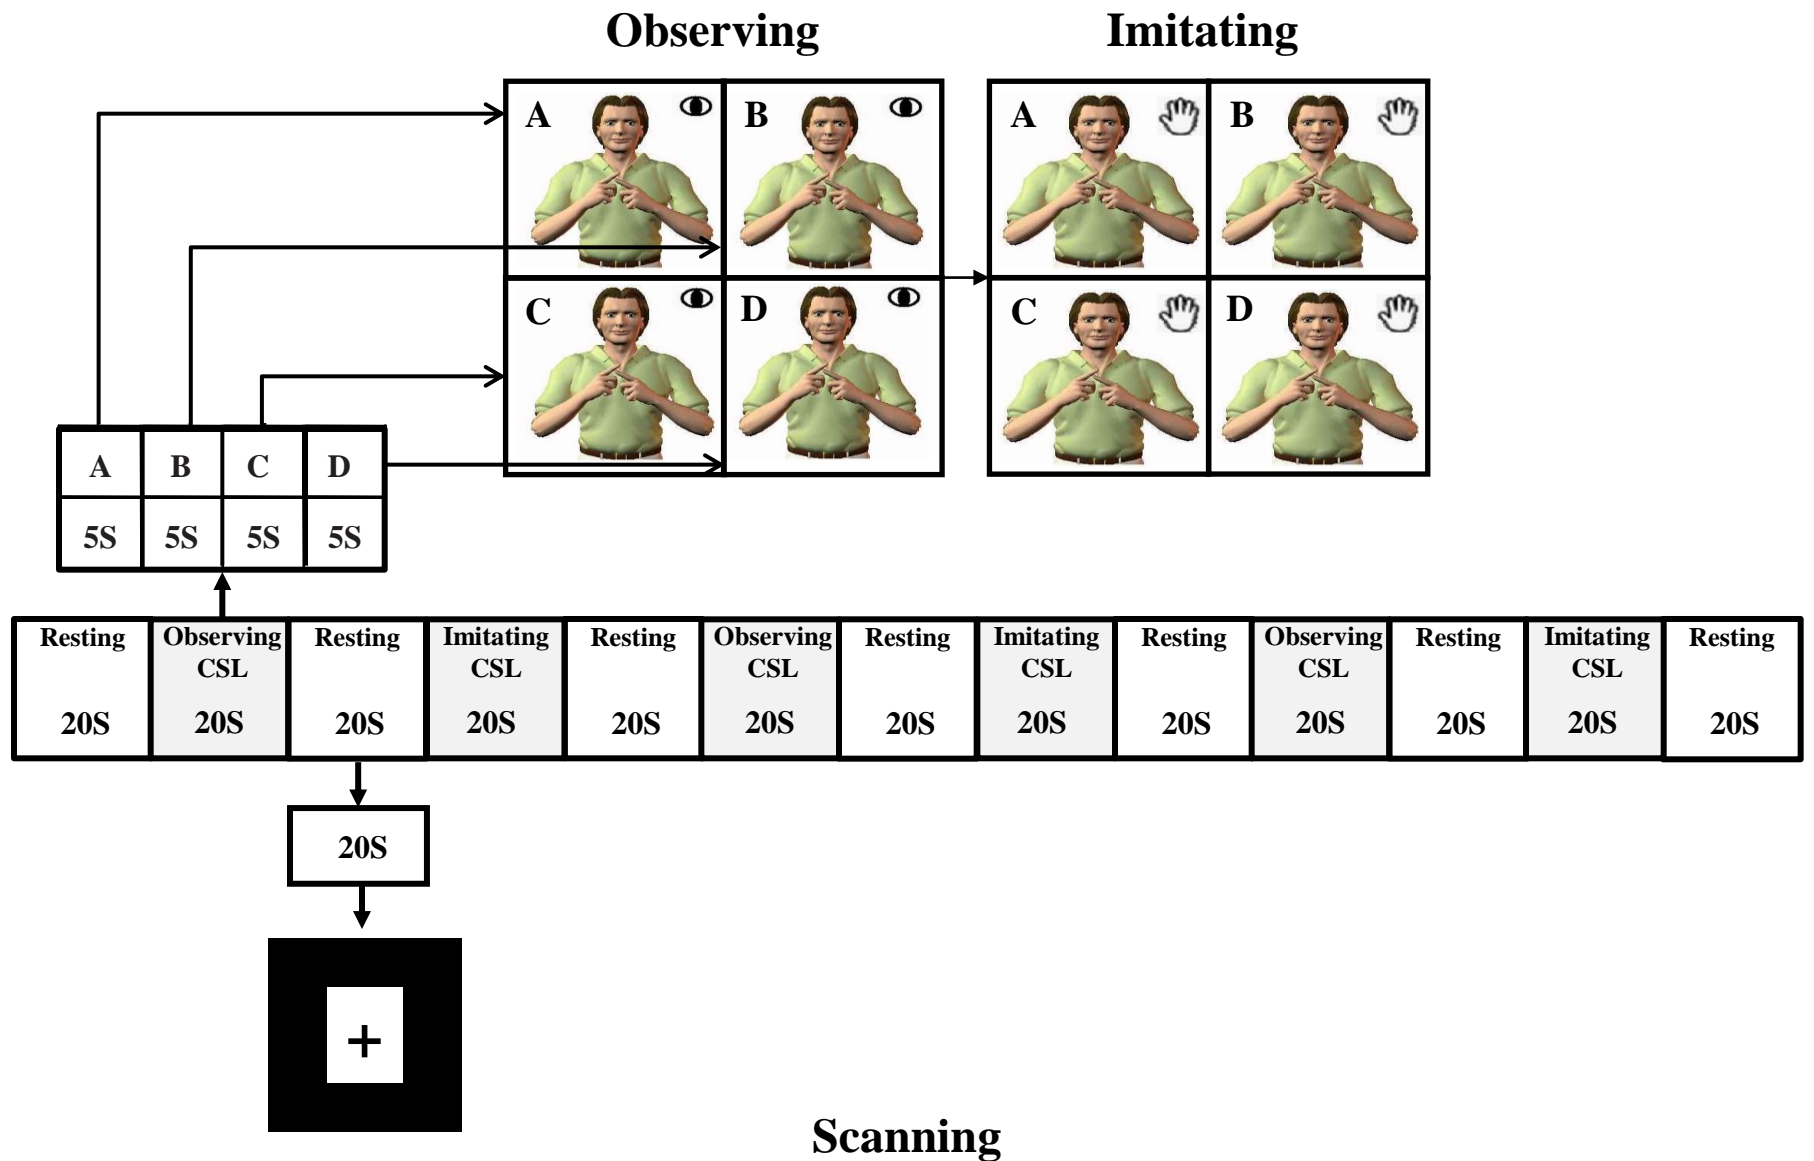 Observing Imitating
A B A B
C D C D
A B C D
5S 5S 5S 5S
Resting Observing Resting Imitating Resting Observing Resting Imitating Resting Observing Resting Imitating Resting
CSL CSL CSL CSL CSL CSL
20S 20S 20S 20S 20S 20S 20S 20S 20S 20S 20S 20S 20S
20S
+
Scanning